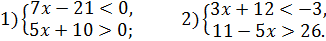 1) { 7x − 21 < 0,
5x + 10 > 0;
2) { 3x + 12 < −3,
11 − 5x > 26.